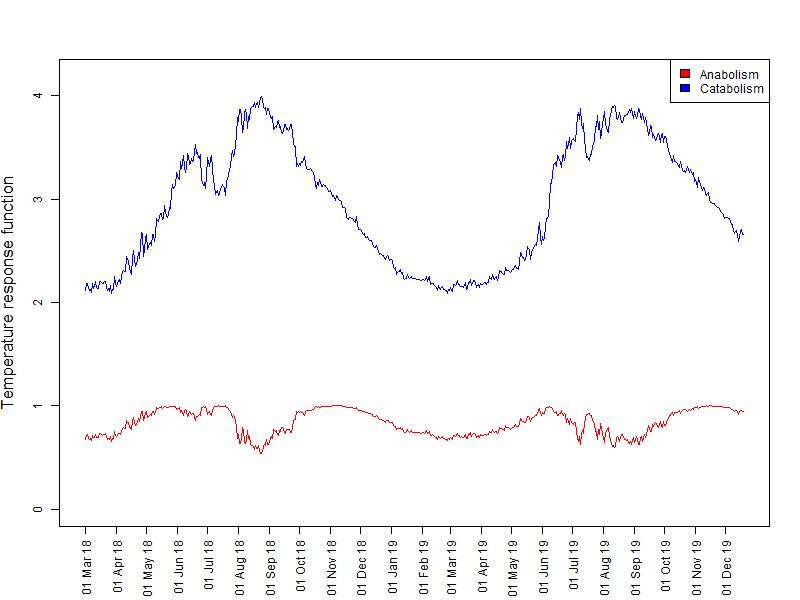 Anabolism
Catabolism
Temperature response function
4
3
2
1
0
01 Mar 18
01 Apr 18
01 May 18
01 Jun 18
01 Jul 18
01 Aug 18
01 Sep 18
01 Oct 18
01 Nov 18
01 Dec 18
01 Jan 19
01 Feb 19
01 Mar 19
01 Apr 19
01 May 19
01 Jun 19
01 Jul 19
01 Aug 19
01 Sep 19
01 Oct 19
01 Nov 19
01 Dec 19